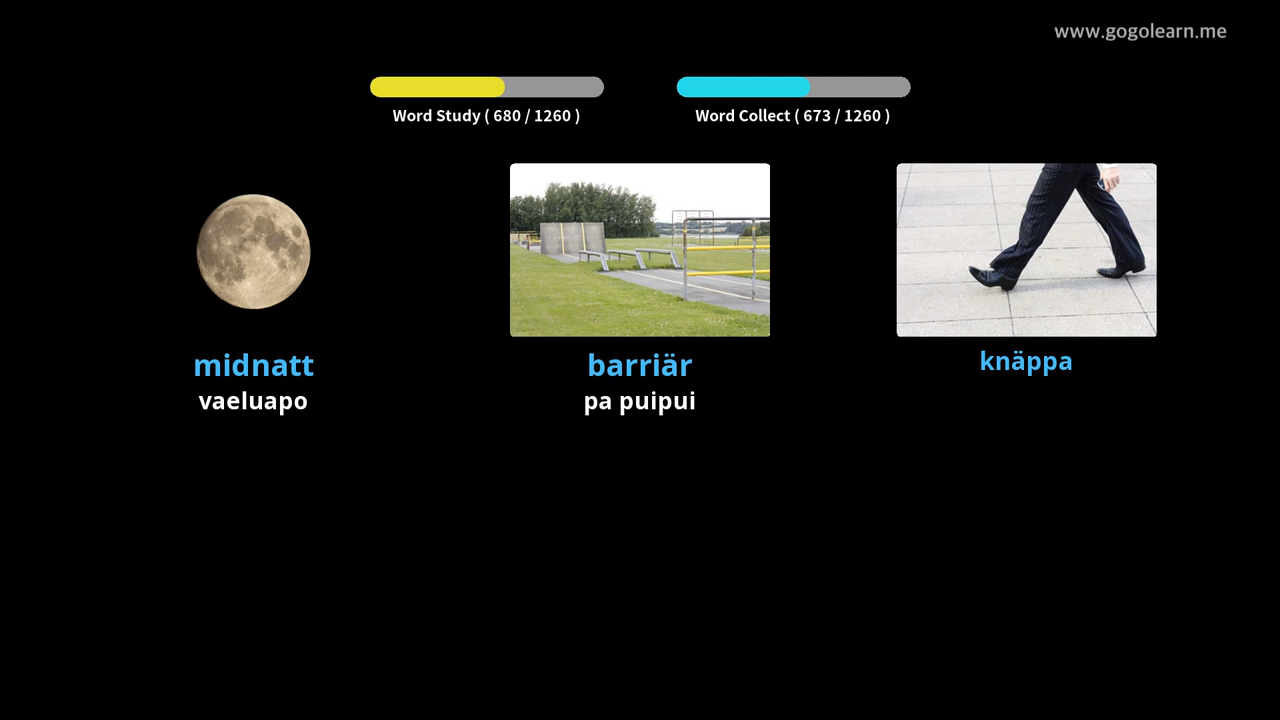 www.gogolearn.me
Word Study ( 680 / 1260 )
Word Collect ( 673 / 1260 )
midnatt
vaeluapo
barriär
pa puipui
knäppa